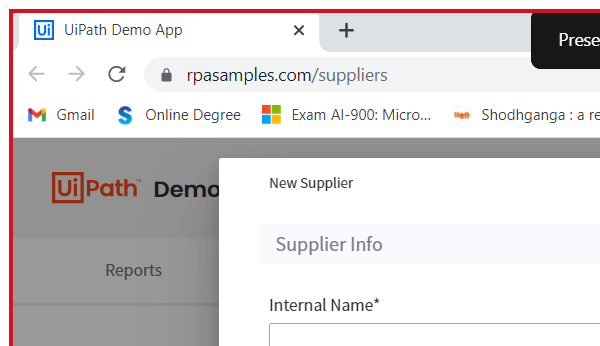 UiPath Demo App
Prese
rpasamples.com/suppliers
Gmail Online Degree Exam AI-900: Micro... Shodhganga : a re
UiPath™ Demo
New Supplier
Supplier Info
Reports
Internal Name*